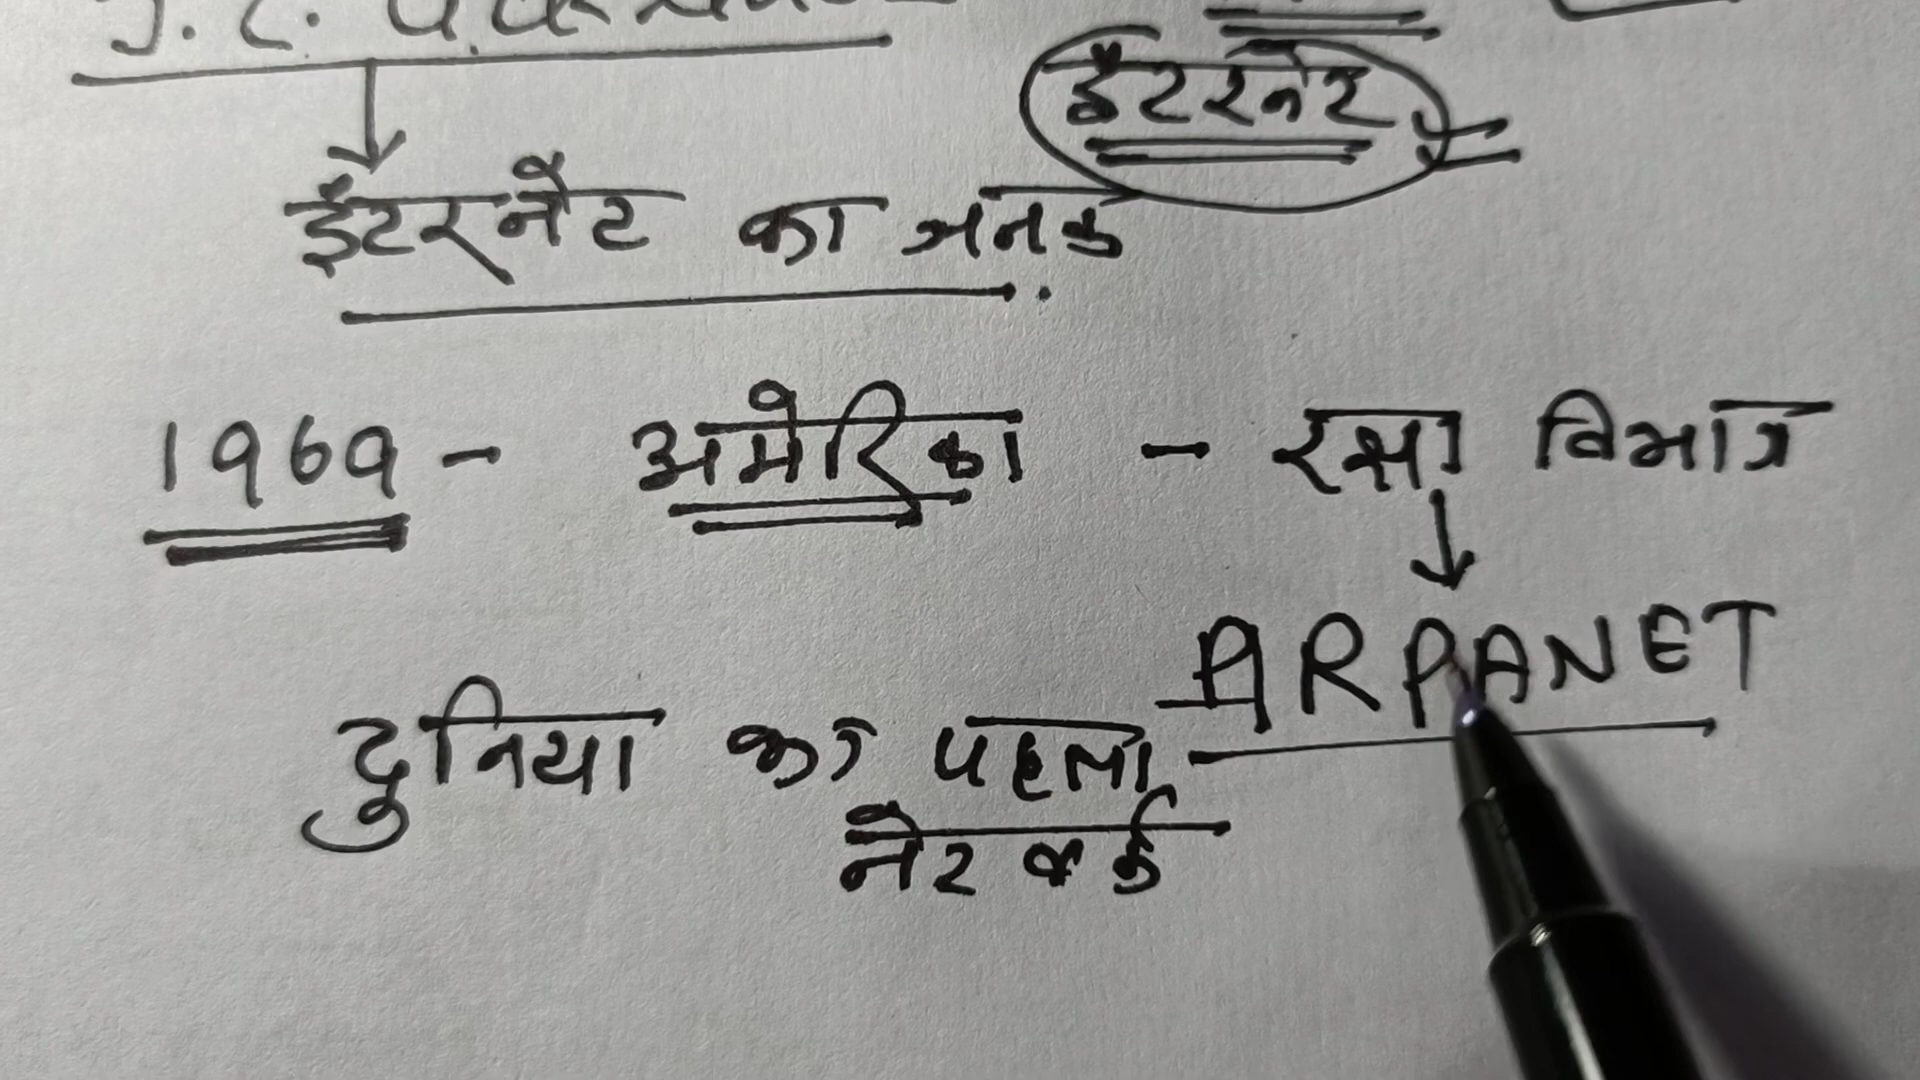 J. C.
इंटरनेट
इंटरनैट का जनक
1969 - अमेरिका - रक्षा विभाग
ARPANET
दुनिया का पहला
नेटवर्क